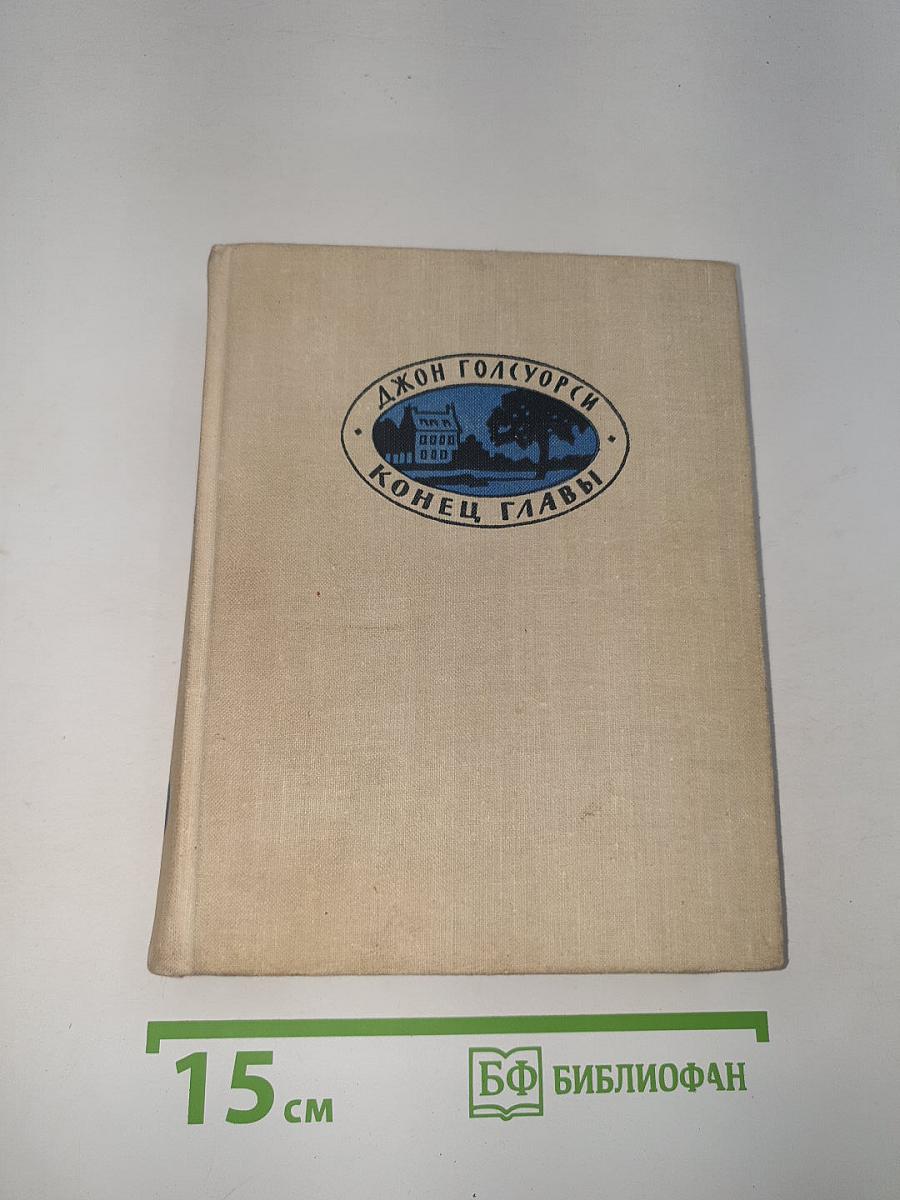 ДЖОН ГОЛСУОРСИ
КОНЕЦ ГЛАВЫ
15 см
БФ БИБЛИОФАН